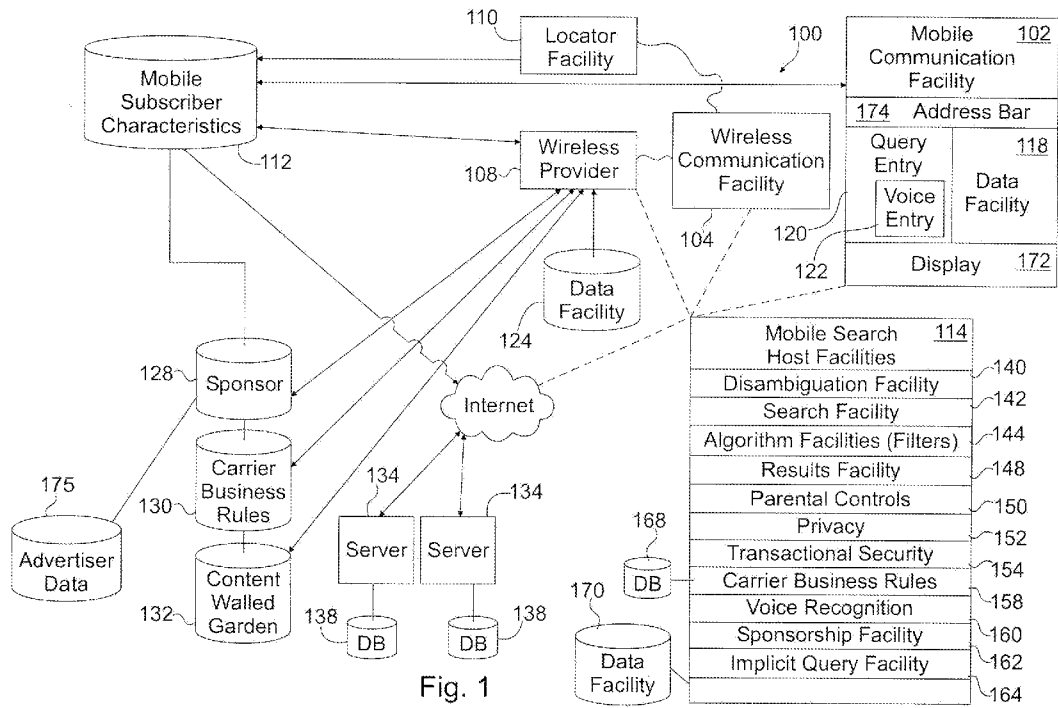 110
Locator
Facility
100
Mobile 102
Communication
Facility
174 Address Bar
Query
Entry
Voice
Entry
118
Data
Facility
120
122
Display 172
Mobile
Subscriber
Characteristics
112
Wireless
Provider
108
Wireless
Communication
Facility
104
Data
Facility
124
128
Sponsor
Carrier
Business
Rules
130
Content
Walled
Garden
132
175
Advertiser
Data
Internet
134
Server
134
Server
138
DB
138
DB
Mobile Search 114
Host Facilities
140
Disambiguation Facility
142
Search Facility
144
Algorithm Facilities (Filters)
148
Results Facility
150
Parental Controls
152
Privacy
154
Transactional Security
158
Carrier Business Rules
160
Voice Recognition
162
Sponsorship Facility
164
Implicit Query Facility
168
DB
170
Data
Facility
Fig. 1